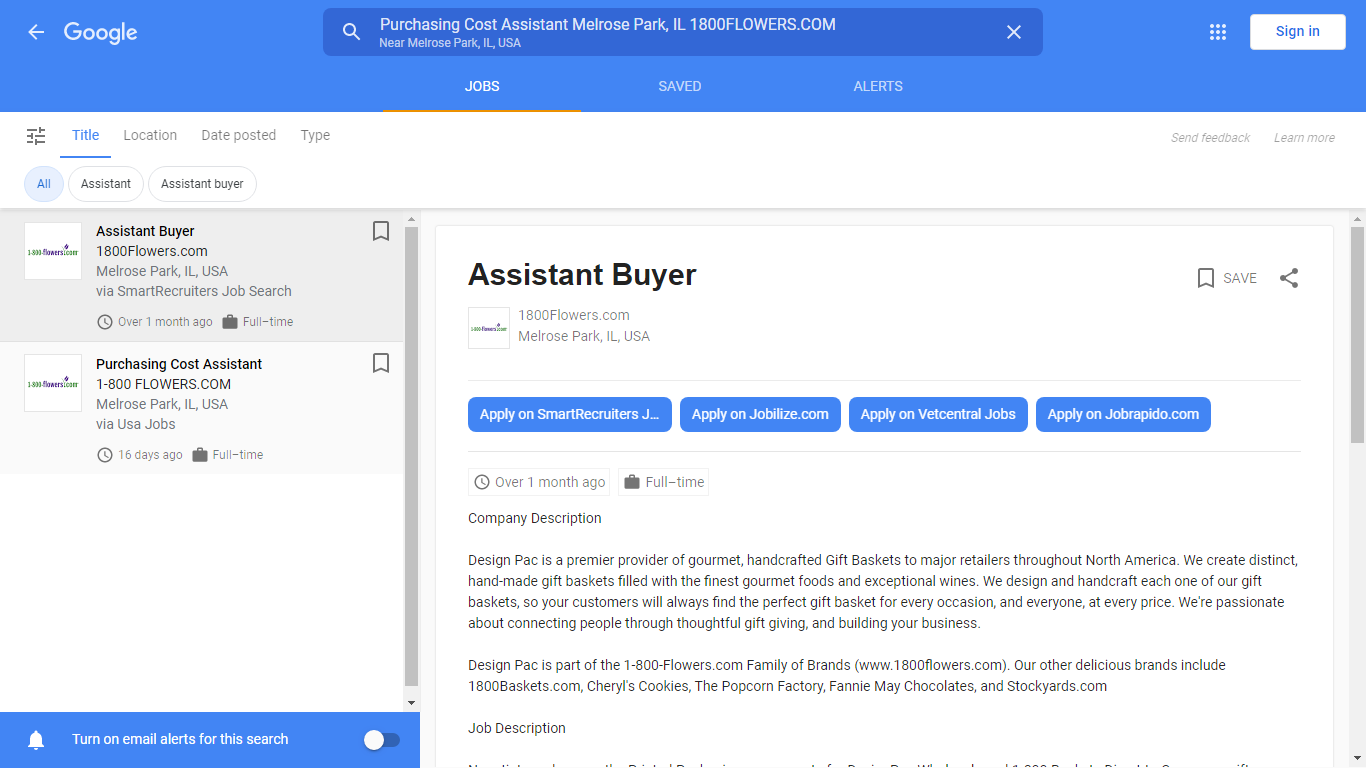 Google
Purchasing Cost Assistant Melrose Park, IL 1800FLOWERS.COM
Near Melrose Park, IL, USA
Sign in
JOBS
SAVED
ALERTS
Title
Location
Date posted
Type
Send feedback
Learn more
All
Assistant
Assistant buyer
1-800-flowers.com
Assistant Buyer
1800Flowers.com
Melrose Park, IL, USA
via SmartRecruiters Job Search
Over 1 month ago
Full–time
1-800-flowers.com
Purchasing Cost Assistant
1-800 FLOWERS.COM
Melrose Park, IL, USA
via Usa Jobs
16 days ago
Full–time
Turn on email alerts for this search
Assistant Buyer
SAVE
1-800-flowers.com
1800Flowers.com
Melrose Park, IL, USA
Apply on SmartRecruiters J...
Apply on Jobilize.com
Apply on Vetcentral Jobs
Apply on Jobrapido.com
Over 1 month ago
Full–time
Company Description
Design Pac is a premier provider of gourmet, handcrafted Gift Baskets to major retailers throughout North America. We create distinct,
hand-made gift baskets filled with the finest gourmet foods and exceptional wines. We design and handcraft each one of our gift
baskets, so your customers will always find the perfect gift basket for every occasion, and everyone, at every price. We're passionate
about connecting people through thoughtful gift giving, and building your business.
Design Pac is part of the 1-800-Flowers.com Family of Brands (www.1800flowers.com). Our other delicious brands include
1800Baskets.com, Cheryl's Cookies, The Popcorn Factory, Fannie May Chocolates, and Stockyards.com
Job Description